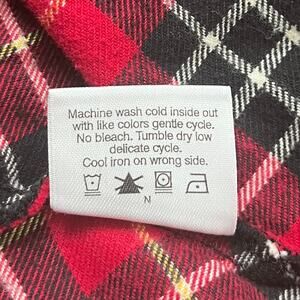 Machine wash cold inside out
with like colors gentle cycle.
No bleach. Tumble dry low
delicate cycle.
Cool iron on wrong side.
N